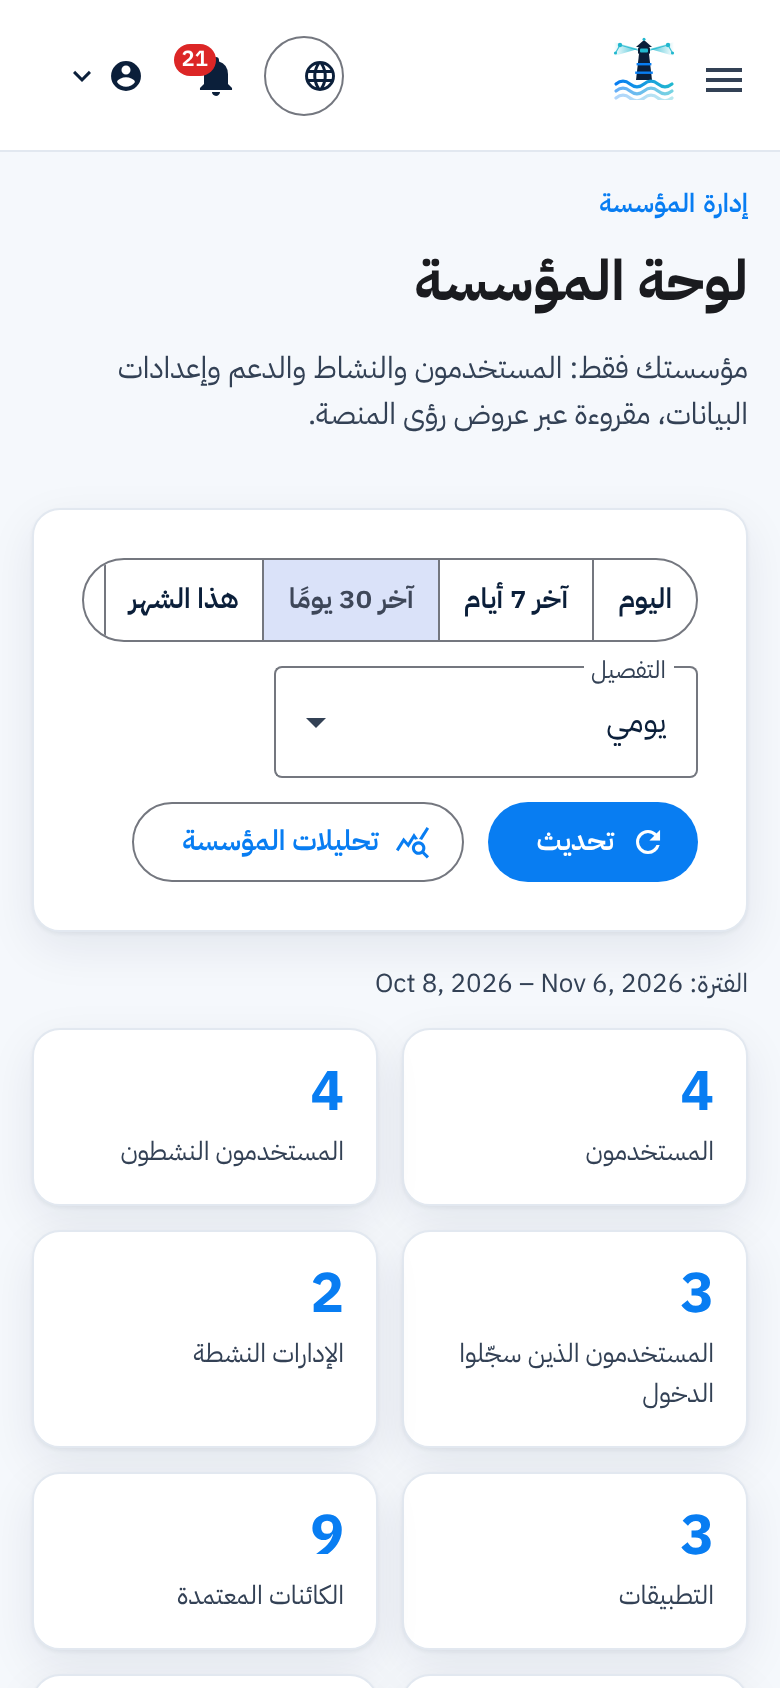 21
إدارة المؤسسة
لوحة المؤسسة
مؤسستك فقط: المستخدمون والنشاط والدعم وإعدادات
البيانات، مقروءة عبر عروض رؤى المنصة.
اليوم
آخر 7 أيام
آخر 30 يومًا
هذا الشهر
التفصيل
يومي
تحديث
تحليلات المؤسسة
الفترة: Oct 8, 2026 – Nov 6, 2026
4
المستخدمون
4
المستخدمون النشطون
3
المستخدمون الذين سجّلوا
الدخول
2
الإدارات النشطة
3
التطبيقات
9
الكائنات المعتمدة